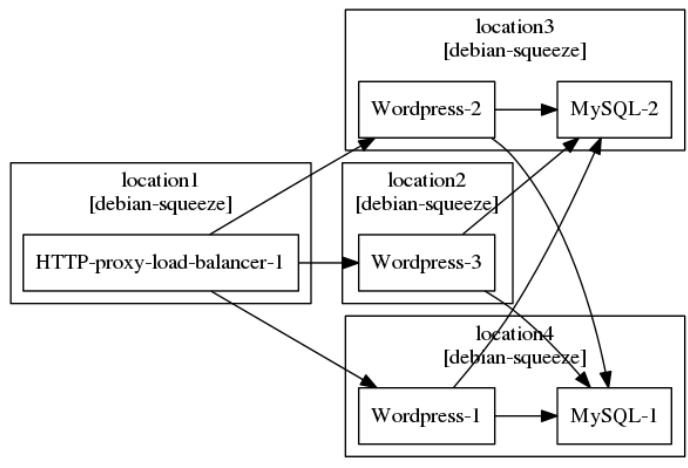 location3
[debian-squeeze]
Wordpress-2
MySQL-2
location1
[debian-squeeze]
HTTP-proxy-load-balancer-1
location2
[debian-squeeze]
Wordpress-3
location4
[debian-squeeze]
Wordpress-1
MySQL-1